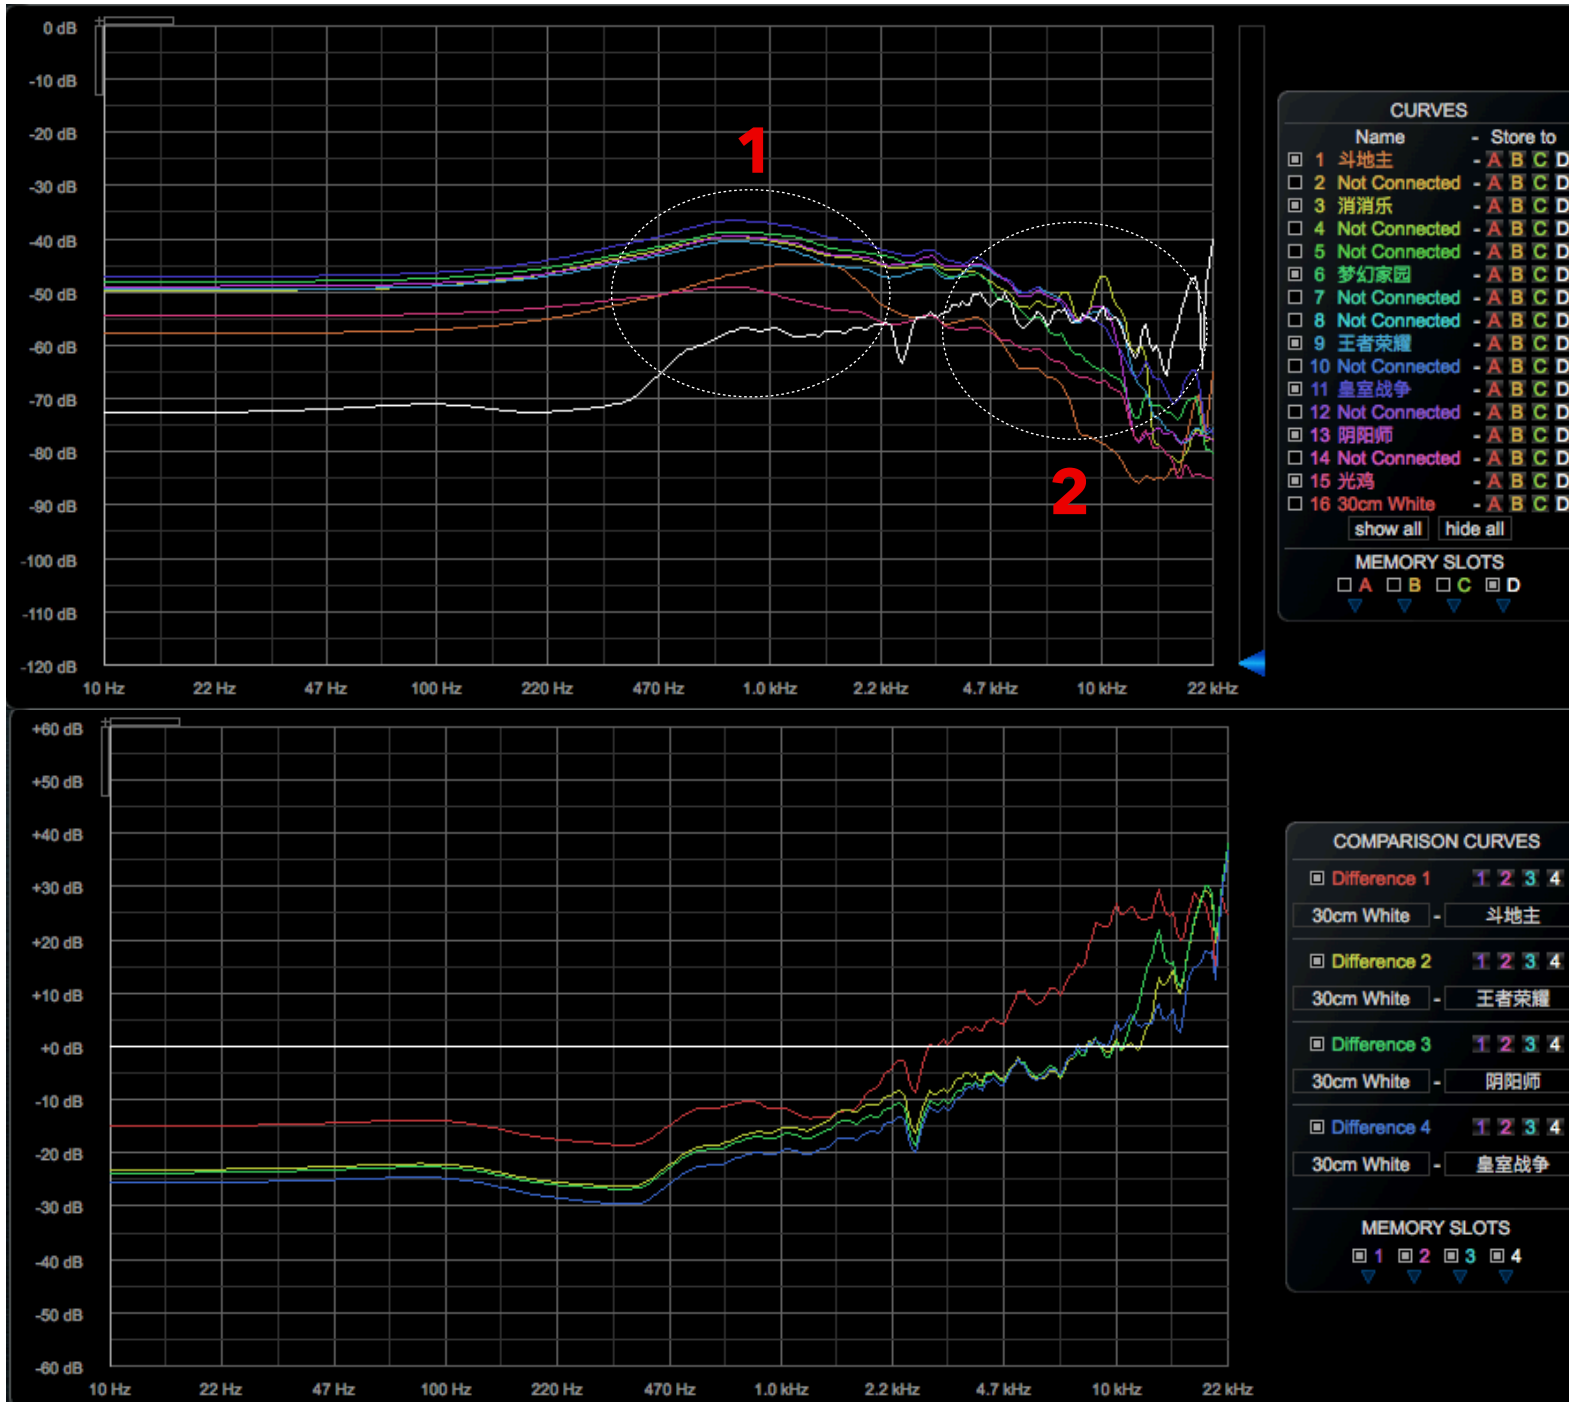 0 dB
-10 dB
-20 dB
-30 dB
-40 dB
-50 dB
-60 dB
-70 dB
-80 dB
-90 dB
-100 dB
-110 dB
-120 dB
10 Hz 22 Hz 47 Hz 100 Hz 220 Hz 470 Hz 1.0 kHz 2.2 kHz 4.7 kHz 10 kHz 22 kHz
1
2
CURVES
Name - Store to
1 斗地主 - A B C D
2 Not Connected - A B C D
3 消消乐 - A B C D
4 Not Connected - A B C D
5 Not Connected - A B C D
6 梦幻家园 - A B C D
7 Not Connected - A B C D
8 Not Connected - A B C D
9 王者荣耀 - A B C D
10 Not Connected - A B C D
11 皇室战争 - A B C D
12 Not Connected - A B C D
13 阴阳师 - A B C D
14 Not Connected - A B C D
15 光鸡 - A B C D
16 30cm White - A B C D
show all hide all
MEMORY SLOTS
A B C D
+60 dB
+50 dB
+40 dB
+30 dB
+20 dB
+10 dB
+0 dB
-10 dB
-20 dB
-30 dB
-40 dB
-50 dB
-60 dB
10 Hz 22 Hz 47 Hz 100 Hz 220 Hz 470 Hz 1.0 kHz 2.2 kHz 4.7 kHz 10 kHz 22 kHz
COMPARISON CURVES
Difference 1 1 2 3 4
30cm White - 斗地主
Difference 2 1 2 3 4
30cm White - 王者荣耀
Difference 3 1 2 3 4
30cm White - 阴阳师
Difference 4 1 2 3 4
30cm White - 皇室战争
MEMORY SLOTS
1 2 3 4